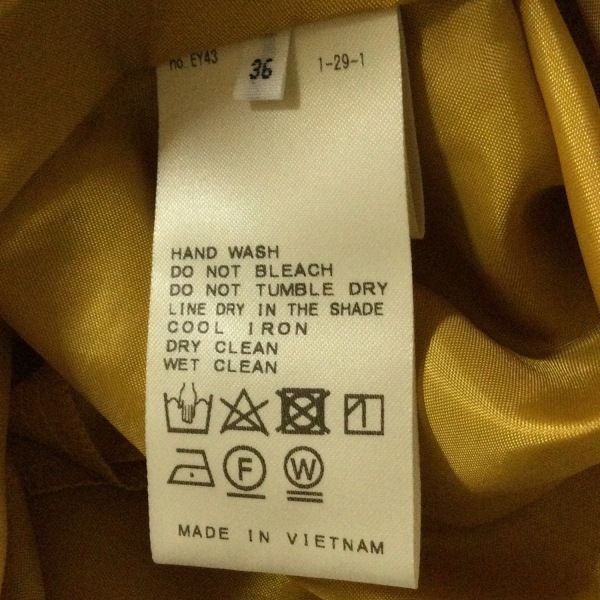 no. EY43 36 1-29-1
HAND WASH
DO NOT BLEACH
DO NOT TUMBLE DRY
LINE DRY IN THE SHADE
COOL IRON
DRY CLEAN
WET CLEAN
F W
MADE IN VIETNAM